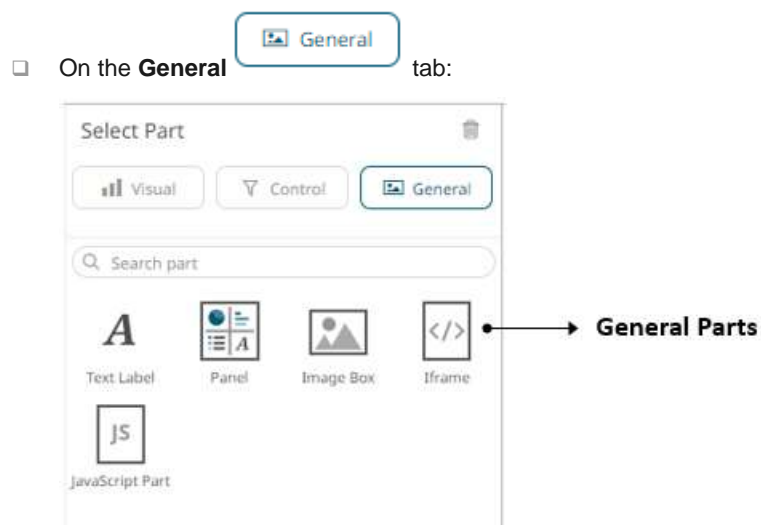 General
On the General tab:
Select Part
Visual Control General
Search part
A
</> General Parts
Text Label Panel Image Box Iframe
JS
JavaScript Part